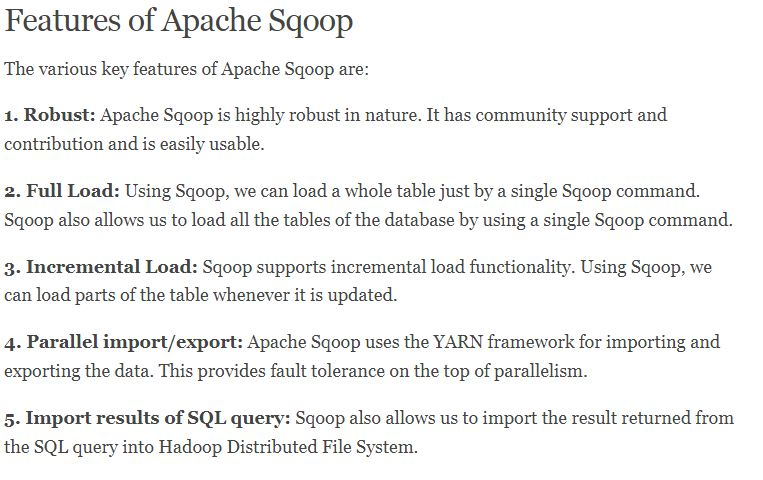 Features of Apache Sqoop
The various key features of Apache Sqoop are:
1. Robust: Apache Sqoop is highly robust in nature. It has community support and
contribution and is easily usable.
2. Full Load: Using Sqoop, we can load a whole table just by a single Sqoop command.
Sqoop also allows us to load all the tables of the database by using a single Sqoop command.
3. Incremental Load: Sqoop supports incremental load functionality. Using Sqoop, we
can load parts of the table whenever it is updated.
4. Parallel import/export: Apache Sqoop uses the YARN framework for importing and
exporting the data. This provides fault tolerance on the top of parallelism.
5. Import results of SQL query: Sqoop also allows us to import the result returned from
the SQL query into Hadoop Distributed File System.